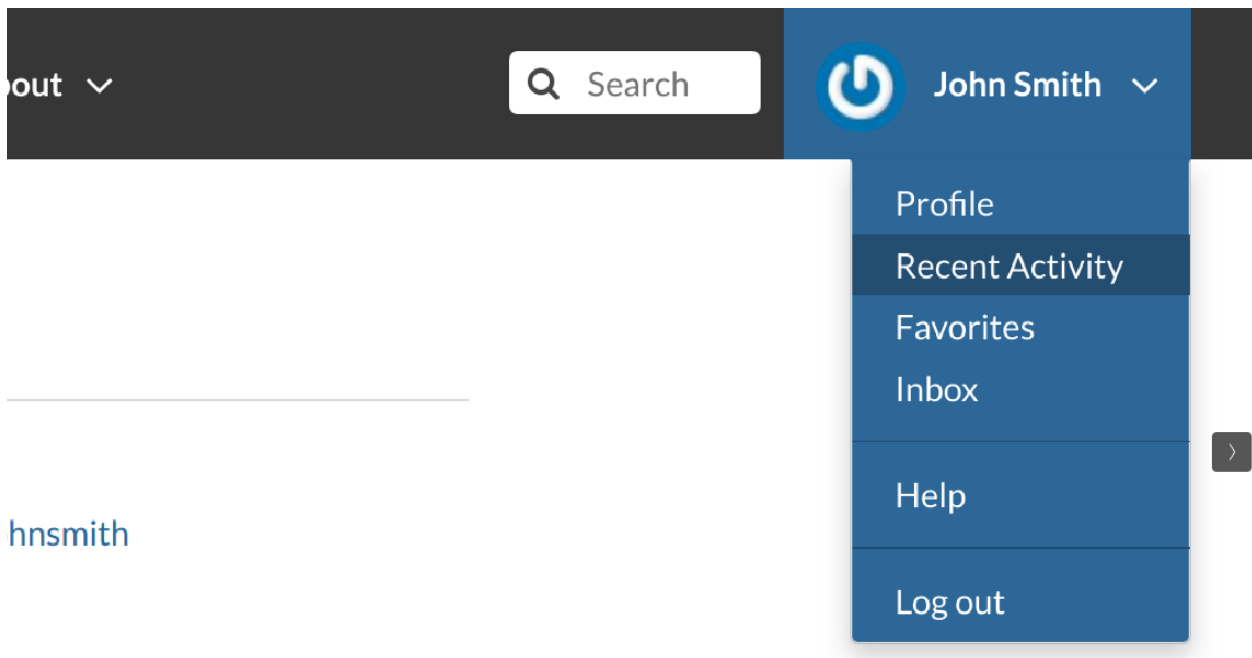 out
Search
John Smith
Profile
Recent Activity
Favorites
Inbox
Help
hnsmith
Log out